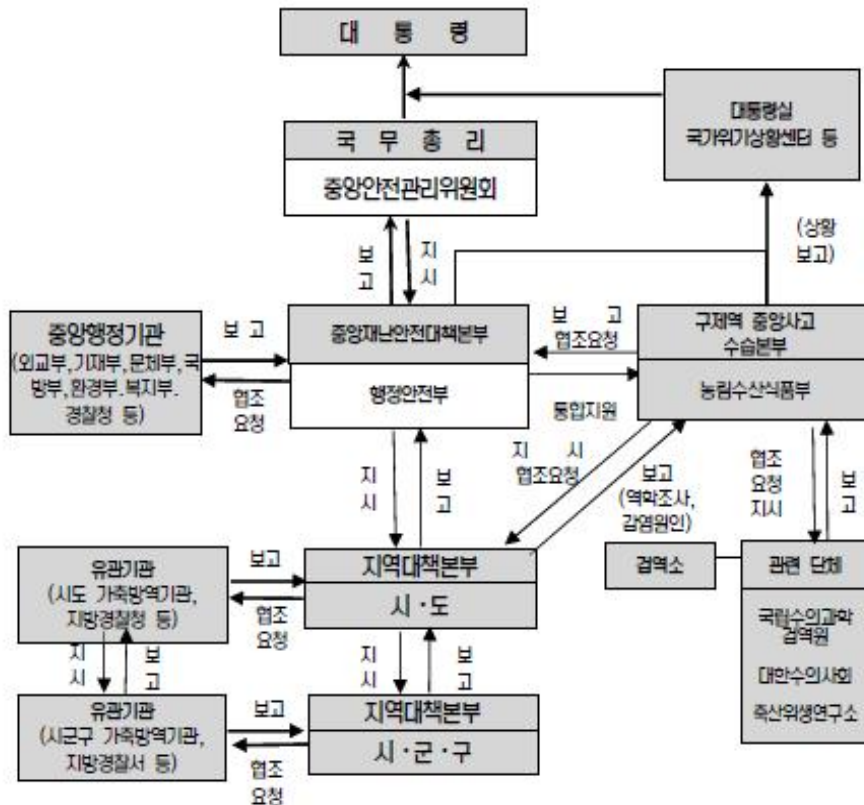 대 통 령
대통령실
국가위기상황센터 등
국 무 총 리
중앙안전관리위원회
보
고
지
시
(상황
보고)
중앙행정기관
(외교부,기재부,문체부,국
방부,환경부.복지부.
경찰청 등)
보 고
협조
요청
중앙재난안전대책본부
행정안전부
보 고
협조요청
통합지원
구제역 중앙사고
수습본부
농림수산식품부
지
시
보
고
지 시
협조요청
보고
(역학조사,
감염원인)
협조
요청
지시
보
고
유관기관
(시도 가축방역기관,
지방경찰청 등)
보고
협조
요청
지역대책본부
시·도
검역소
관련 단체
국립수의과학
검역원
대한수의사회
축산위생연구소
지
시
보
고
지
시
보
고
유관기관
(시군구 가축방역기관,
지방경찰서 등)
보고
협조
요청
지역대책본부
시·군·구